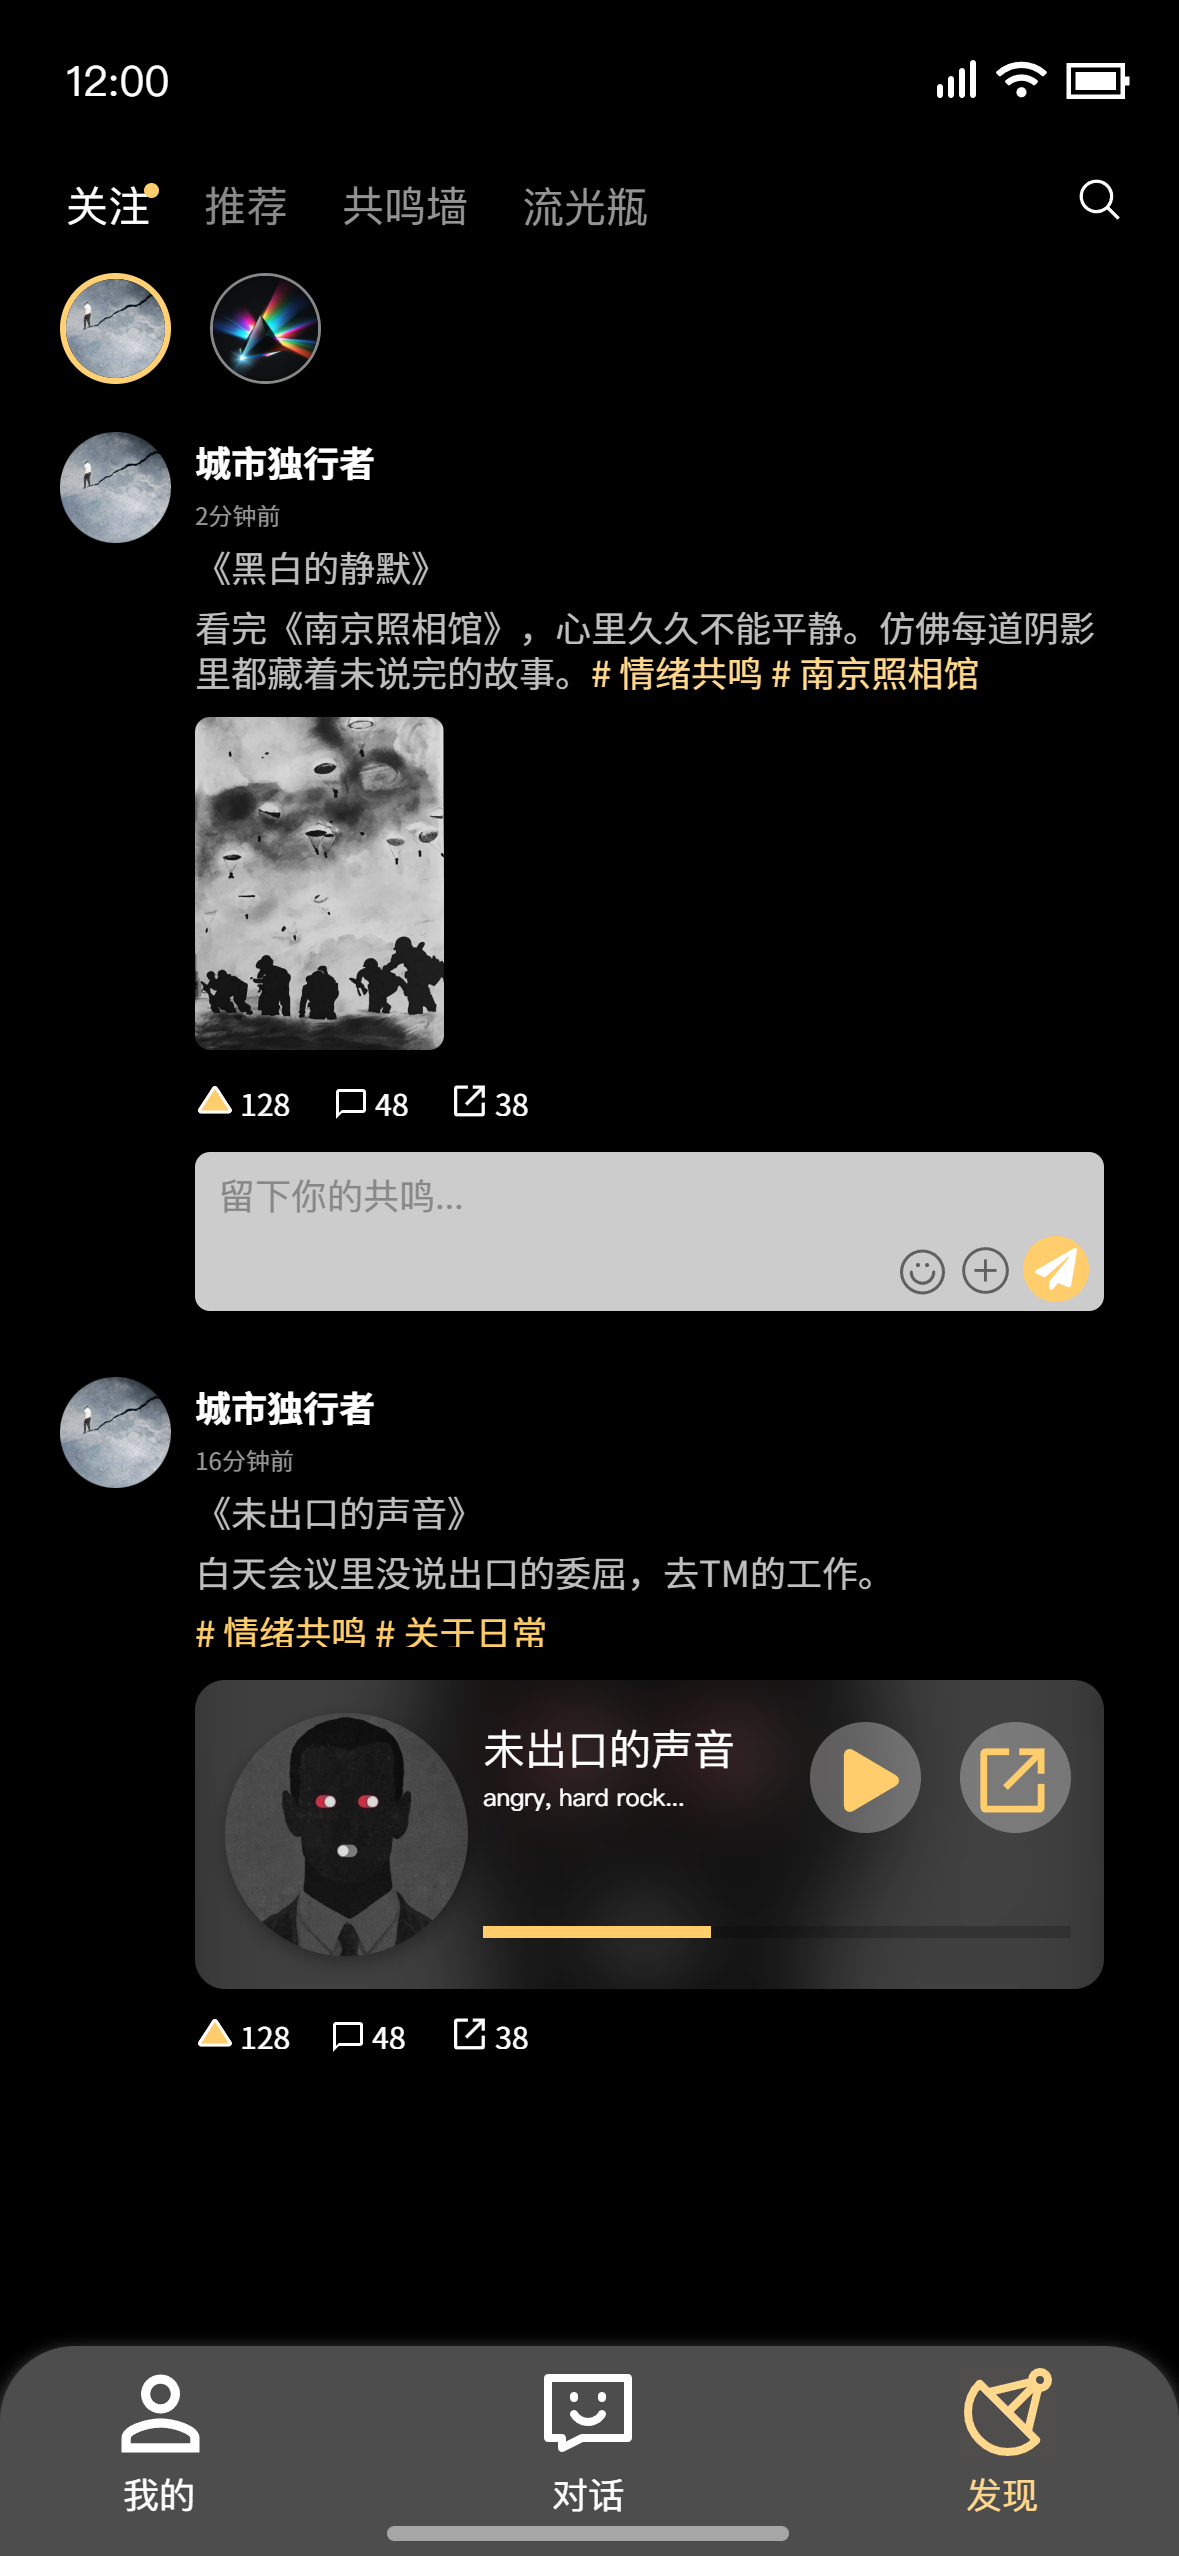 12:00
关注 推荐 共鸣墙 流光瓶
城市独行者
2分钟前
《黑白的静默》
看完《南京照相馆》，心里久久不能平静。仿佛每道阴影
里都藏着未说完的故事。# 情绪共鸣 # 南京照相馆
128 48 38
留下你的共鸣...
城市独行者
16分钟前
《未出口的声音》
白天会议里没说出口的委屈，去TM的工作。
# 情绪共鸣 # 关于日常
未出口的声音
angry, hard rock...
128 48 38
我的 对话 发现